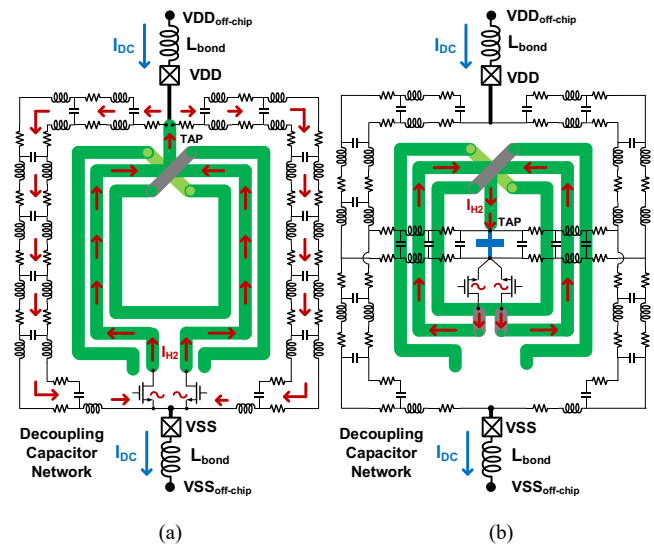 VDDoff-chip
IDC
Lbond
VDD
TAP
IH2
VSS
Decoupling
Capacitor
Network
IDC
Lbond
VSSoff-chip
(a)
VDDoff-chip
IDC
Lbond
VDD
IH2
TAP
VSS
Decoupling
Capacitor
Network
IDC
Lbond
VSSoff-chip
(b)